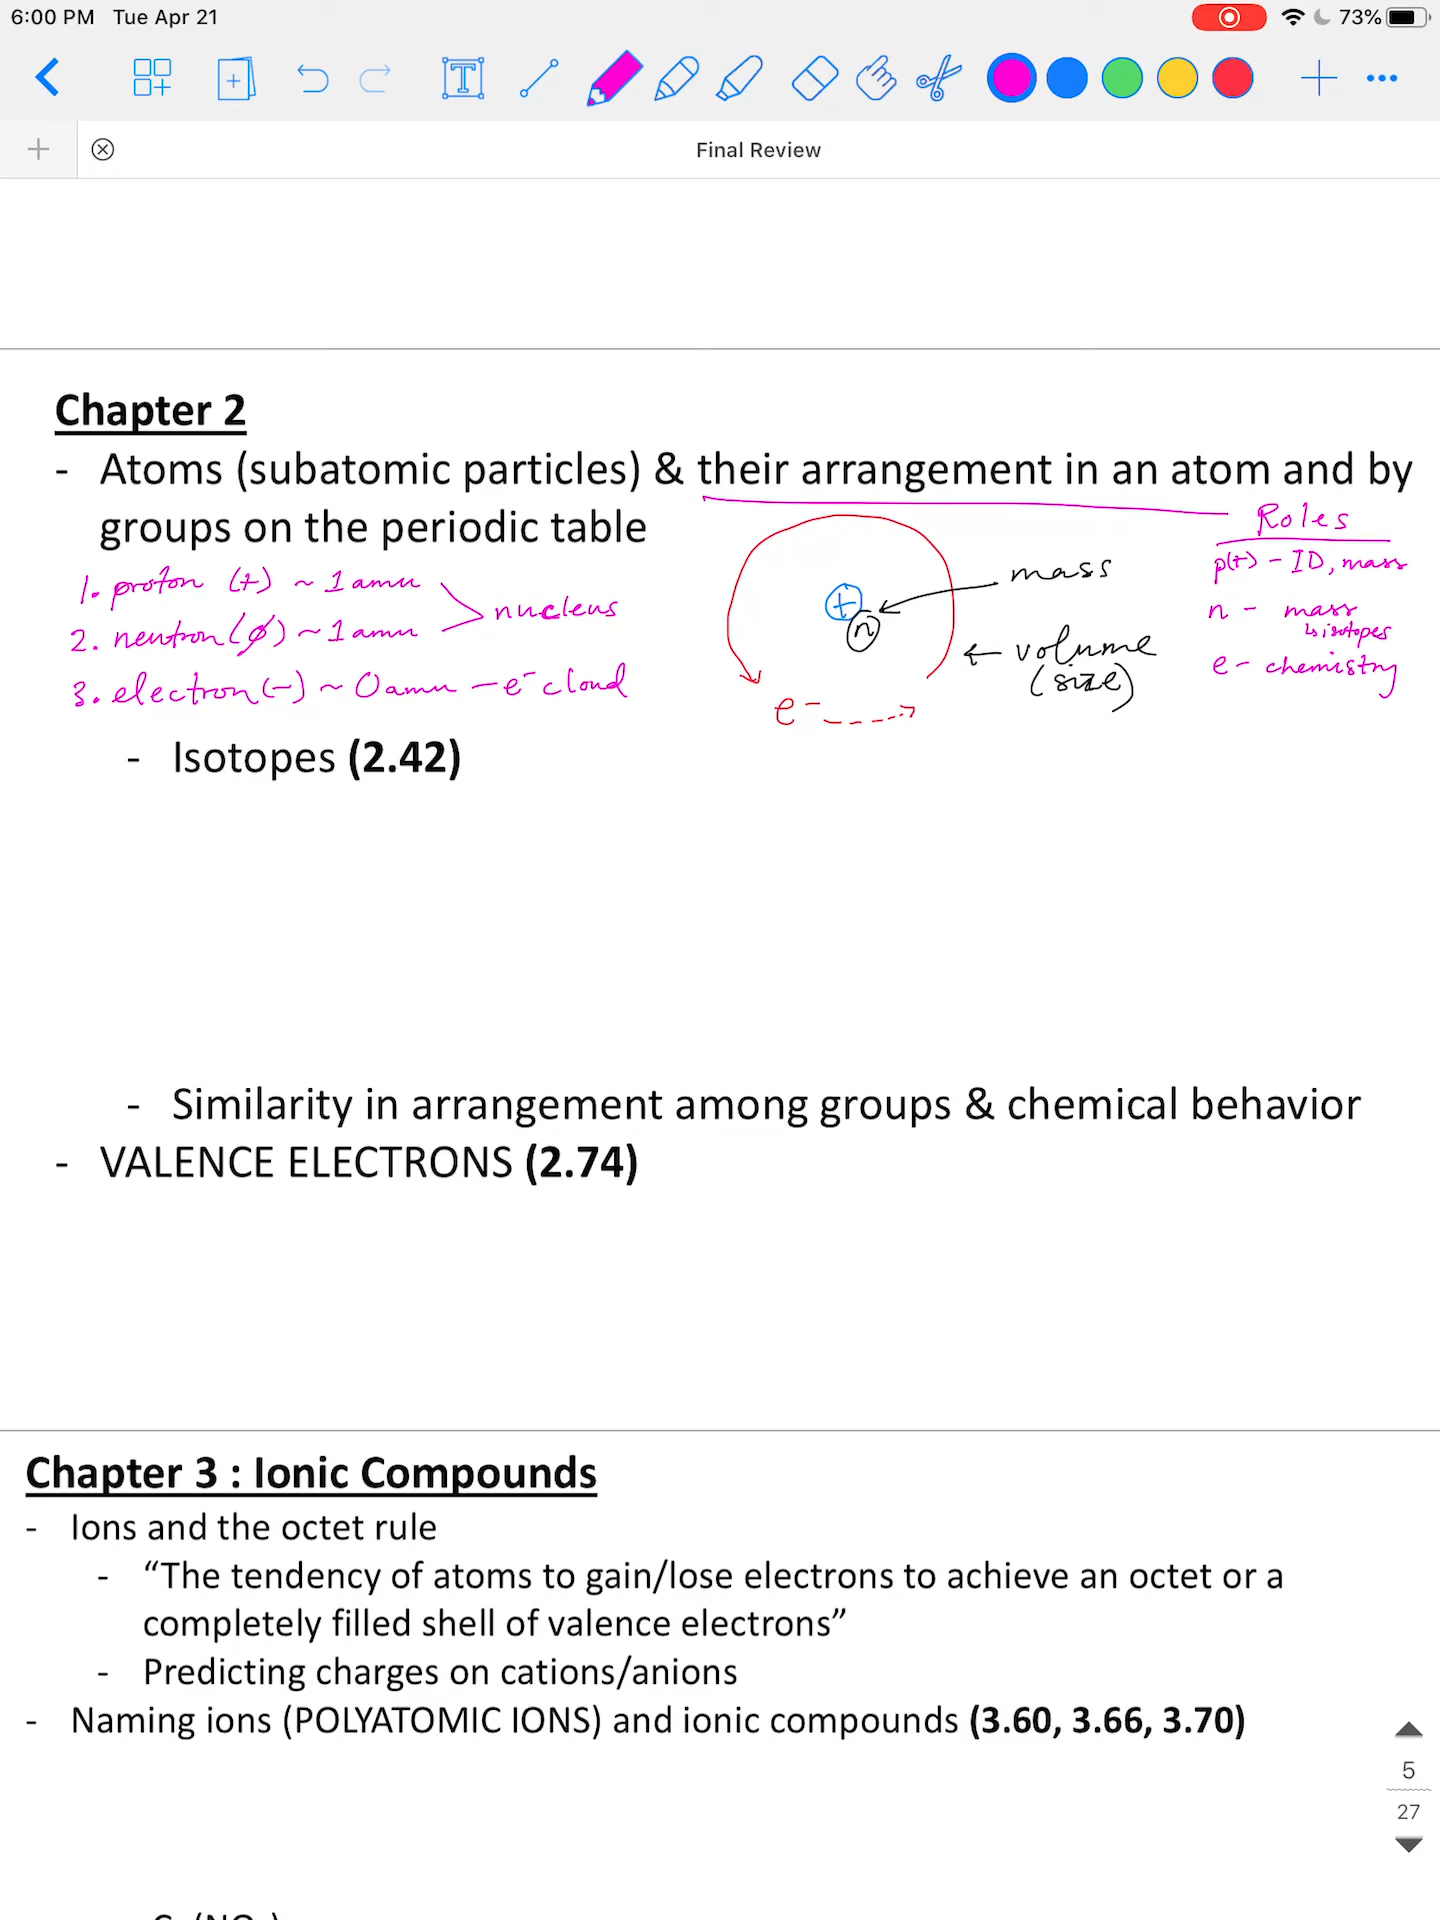 6:00 PM Tue Apr 21
73%
Final Review
Chapter 2
- Atoms (subatomic particles) & their arrangement in an atom and by
groups on the periodic table
1. proton (+) ~ 1 amu
2. neutron (∅) ~ 1 amu
nucleus
3. electron (-) ~ 0 amu - e⁻ cloud
+
n
e⁻
mass
← volume
(size)
Roles
p(+) - ID, mass
n - mass
↳ isotopes
e - chemistry
- Isotopes (2.42)
- Similarity in arrangement among groups & chemical behavior
- VALENCE ELECTRONS (2.74)
Chapter 3 : Ionic Compounds
- Ions and the octet rule
- “The tendency of atoms to gain/lose electrons to achieve an octet or a
completely filled shell of valence electrons”
- Predicting charges on cations/anions
- Naming ions (POLYATOMIC IONS) and ionic compounds (3.60, 3.66, 3.70)
5
27